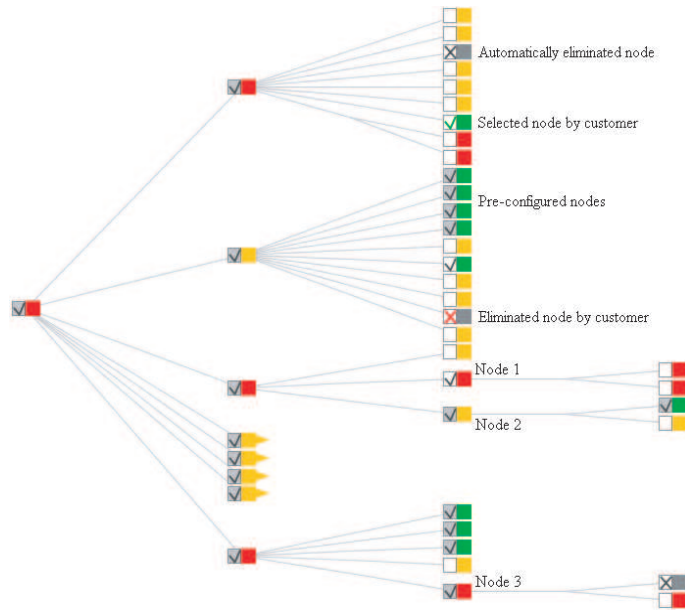 Automatically eliminated node
Selected node by customer
Pre-configured nodes
Eliminated node by customer
Node 1
Node 2
Node 3